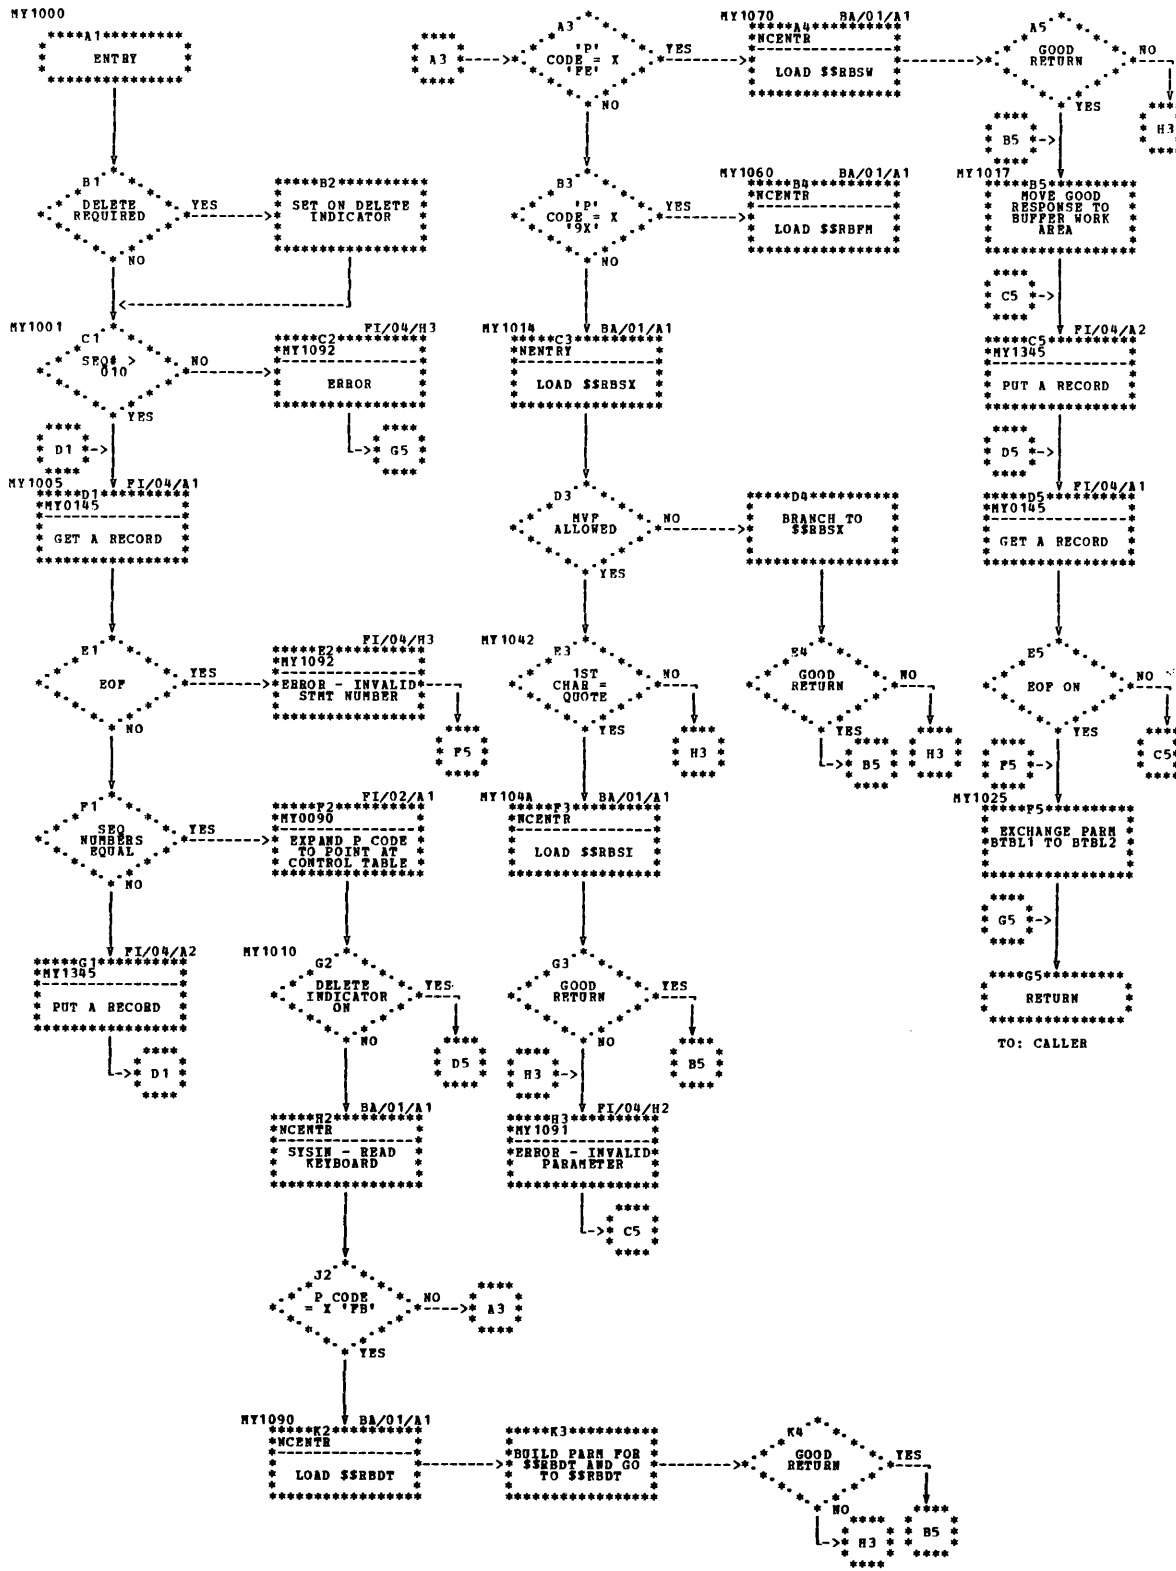 MY1000
A1
ENTRY
B1
DELETE
REQUIRED
YES
NO
B2
SET ON DELETE
INDICATOR
MY1001
C1
SEQ# >
010
NO
YES
FI/04/H3
C2
MY1092
ERROR
G5
D1
MY1005
FI/04/A1
D1
MY0145
GET A RECORD
E1
EOF
YES
NO
FI/04/H3
E2
MY1092
ERROR - INVALID
STMT NUMBER
F5
F1
SEQ
NUMBERS
EQUAL
YES
NO
FI/02/A1
F2
MY0090
EXPAND P CODE
TO POINT AT
CONTROL TABLE
FI/04/A2
G1
MY1345
PUT A RECORD
D1
MY1010
G2
DELETE
INDICATOR
ON
YES
NO
D5
BA/01/A1
H2
NCENTR
SYSIN - READ
KEYBOARD
J2
P CODE
= X 'FB'
NO
YES
A3
MY1090
BA/01/A1
K2
NCENTR
LOAD $$RBDT
K3
BUILD PARM FOR
$$RBDT AND GO
TO $$RBDT
K4
GOOD
RETURN
YES
NO
H3
B5
A3
A3
'P'
CODE = X
'FE'
YES
NO
MY1070
BA/01/A1
A4
NCENTR
LOAD $$RBSW
B3
'P'
CODE = X
'9X'
YES
NO
MY1060
BA/01/A1
B4
NCENTR
LOAD $$RBFM
MY1014
BA/01/A1
C3
NENTRY
LOAD $$RBSX
D3
MVP
ALLOWED
NO
YES
D4
BRANCH TO
$$RBSX
MY1042
E3
1ST
CHAR =
QUOTE
NO
YES
H3
E4
GOOD
RETURN
NO
YES
B5
H3
MY104A
BA/01/A1
F3
NCENTR
LOAD $$RBSI
G3
GOOD
RETURN
YES
NO
B5
H3
FI/04/H2
H3
MY1091
ERROR - INVALID
PARAMETER
C5
A5
GOOD
RETURN
NO
YES
H3
B5
MY1017
B5
MOVE GOOD
RESPONSE TO
BUFFER WORK
AREA
C5
FI/04/A2
C5
MY1345
PUT A RECORD
D5
FI/04/A1
D5
MY0145
GET A RECORD
E5
EOF ON
NO
YES
C5
F5
MY1025
F5
EXCHANGE PARM
BTBL1 TO BTBL2
G5
G5
RETURN
TO: CALLER